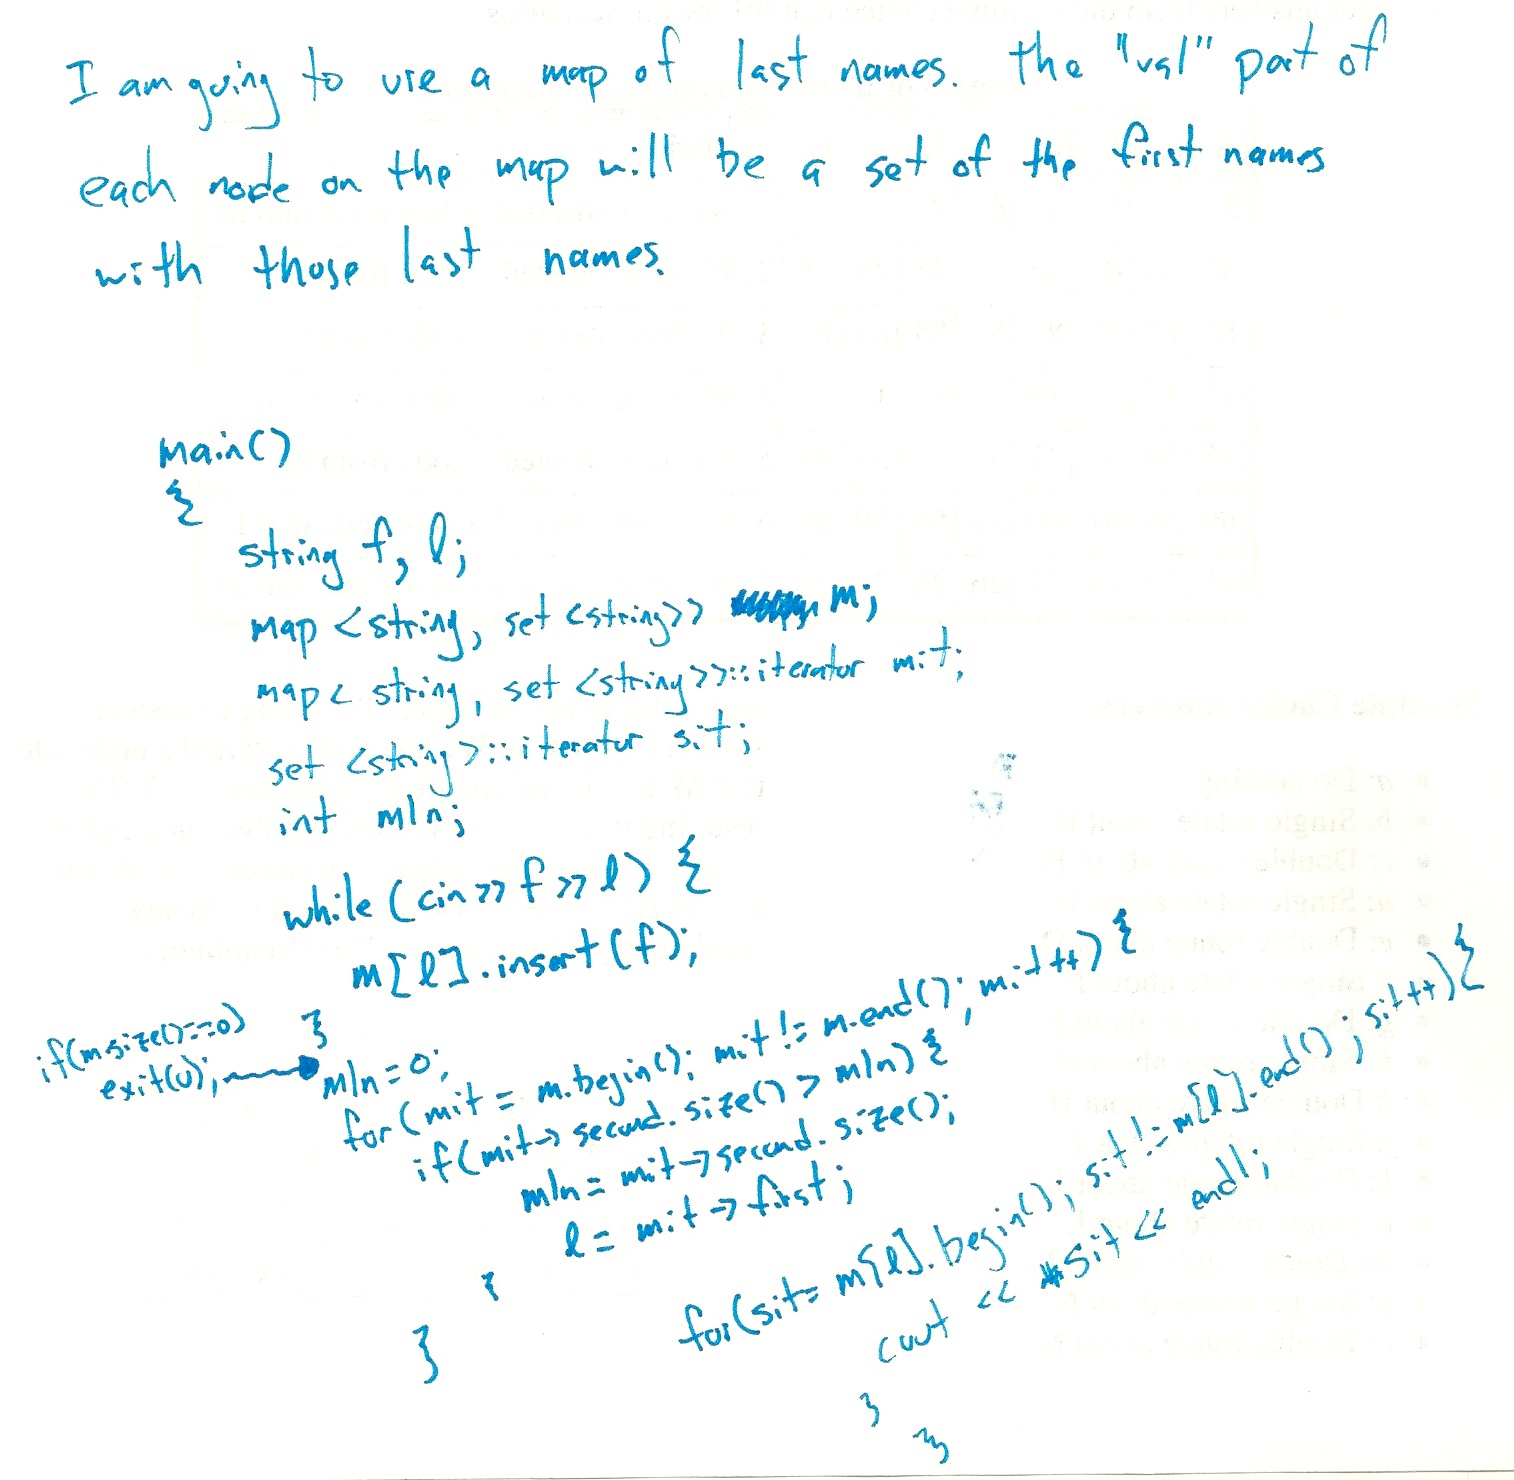 I am going to use a map of last names. The "val" part of
each node on the map will be a set of the first names
with those last names.
main()
{
string f, l;
map <string, set <string>> m;
map < string, set <string>>::iterator mit;
set <string>::iterator sit;
int mln;
while (cin >> f >> l) {
m[l].insert(f);
}
if(m.size()==0)
exit(0);
mln=0;
for (mit = m.begin(); mit != m.end(); mit++) {
if(mit-> second.size() > mln) {
mln = mit->second.size();
l = mit -> first;
}
}
for(sit= m[l].begin(); sit != m[l].end(); sit++) {
cout << *sit << endl;
}
}